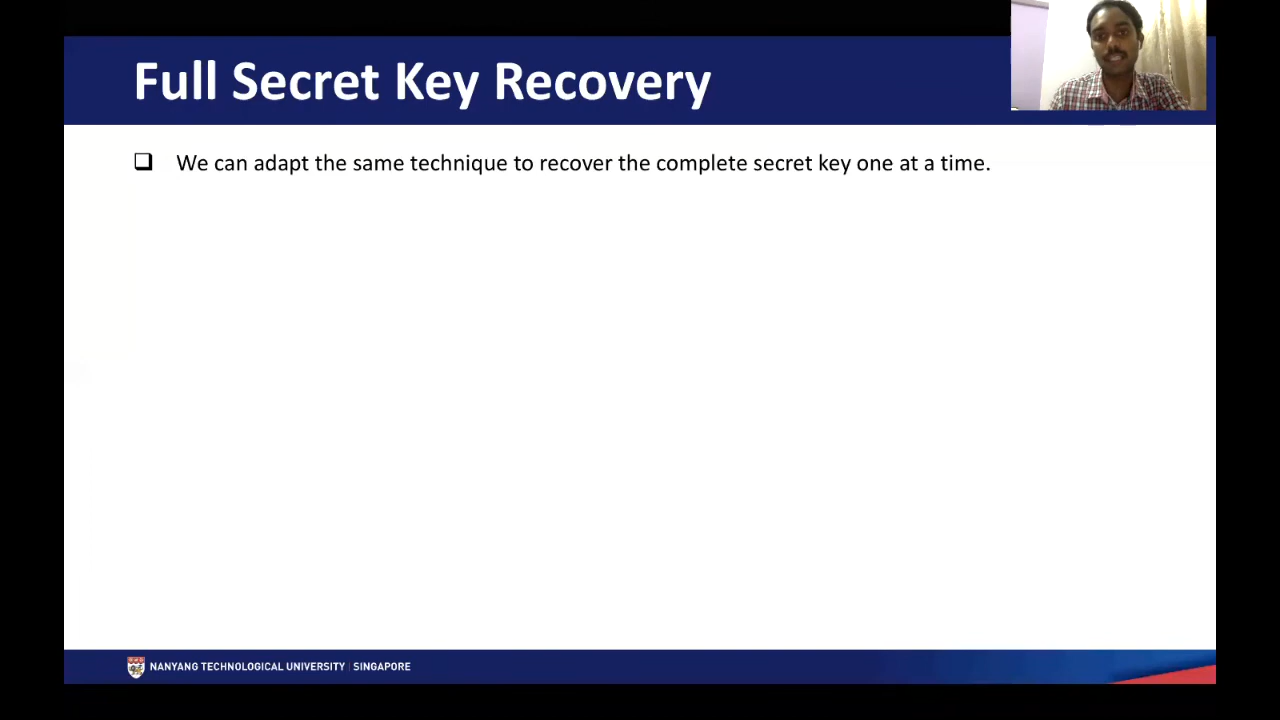 Full Secret Key Recovery
We can adapt the same technique to recover the complete secret key one at a time.
NANYANG TECHNOLOGICAL UNIVERSITY | SINGAPORE